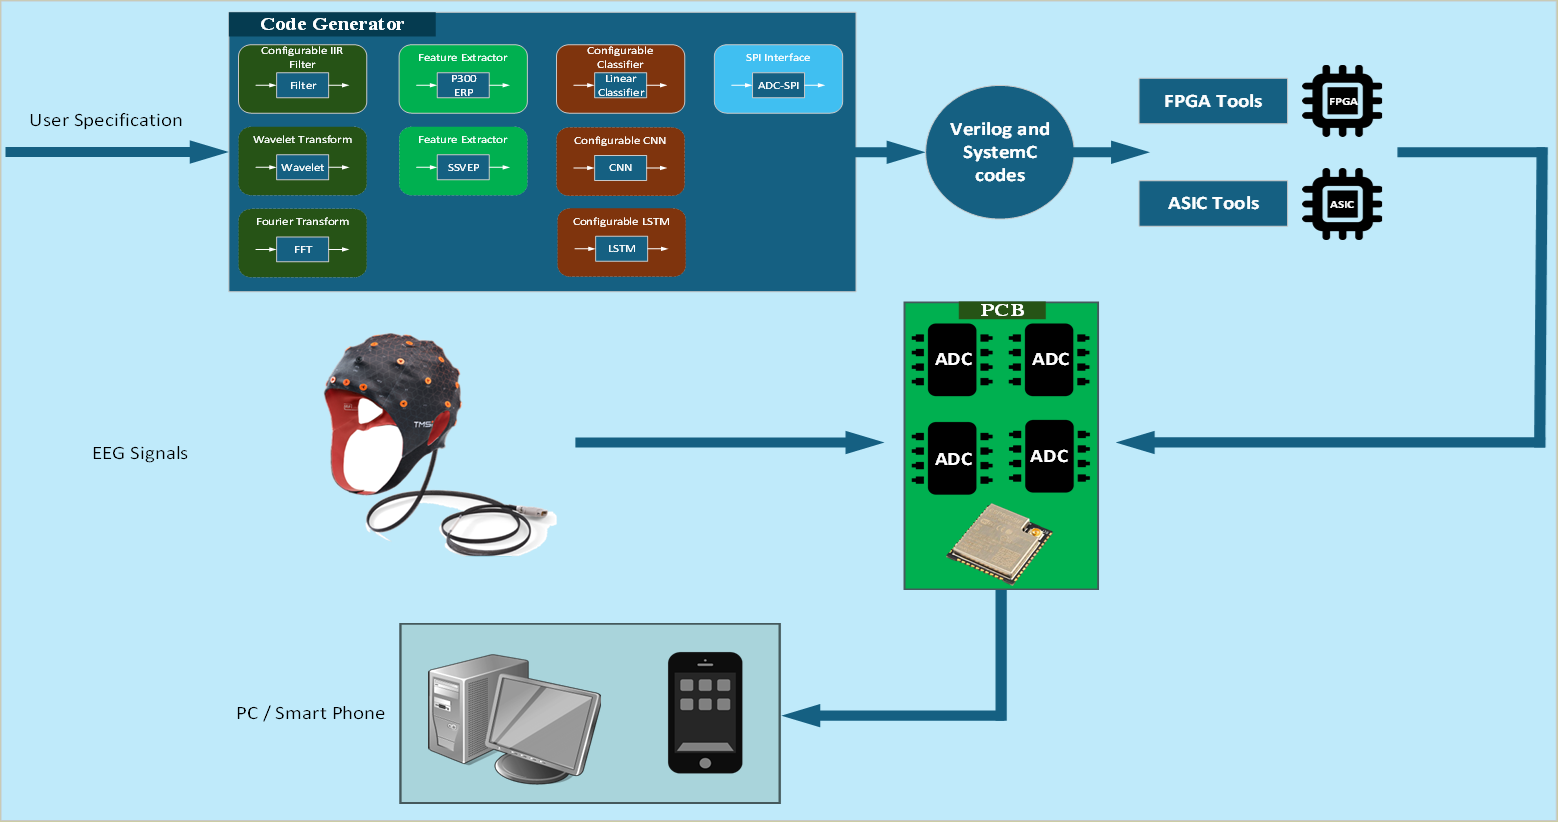 Code Generator
Configurable IIR
Filter
Filter
Feature Extractor
P300
ERP
Configurable
Classifier
Linear
Classifier
SPI Interface
ADC-SPI
User Specification
Wavelet Transform
Wavelet
Feature Extractor
SSVEP
Configurable CNN
CNN
Fourier Transform
FFT
Configurable LSTM
LSTM
Verilog and
SystemC
codes
FPGA Tools
FPGA
ASIC Tools
ASIC
PCB
ADC
ADC
ADC
ADC
TMSi
EEG Signals
PC / Smart Phone